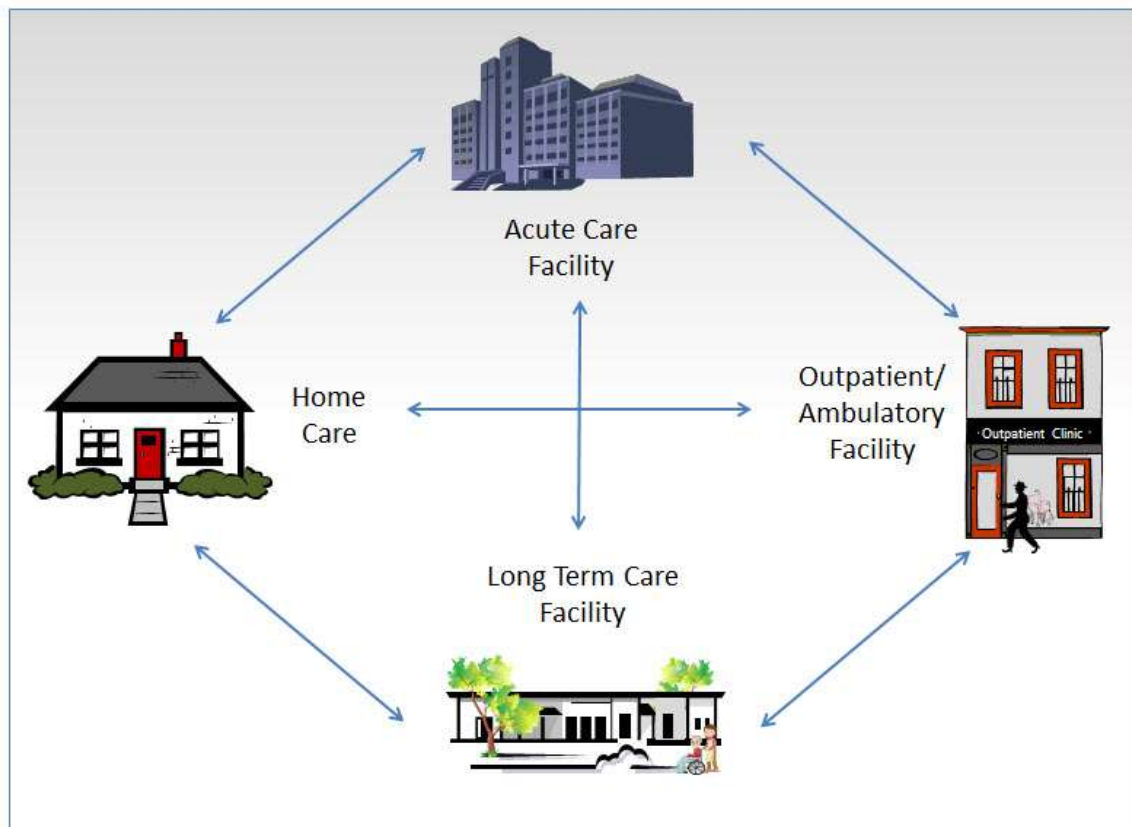 Acute Care
Facility
Home
Care
Outpatient/
Ambulatory
Facility
·Outpatient Clinic·
Long Term Care
Facility